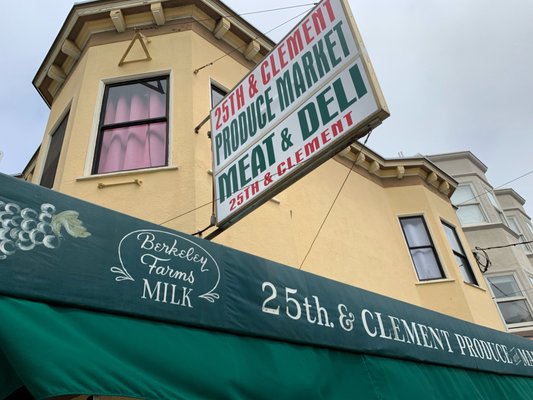 25TH & CLEMENT
PRODUCE MARKET
MEAT & DELI
25TH & CLEMENT
Berkeley
Farms
MILK
25th. & CLEMENT PRODUCE